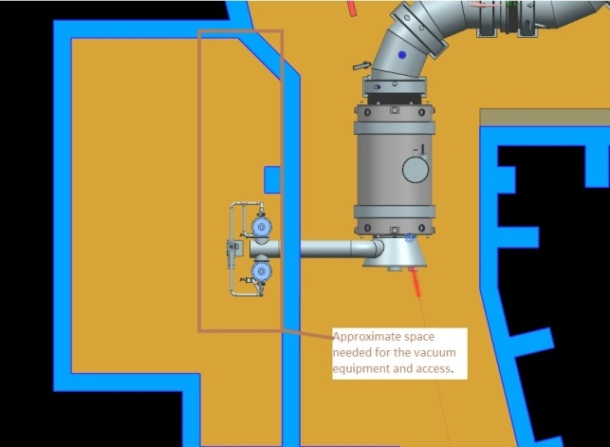 Approximate space
needed for the vacuum
equipment and access.